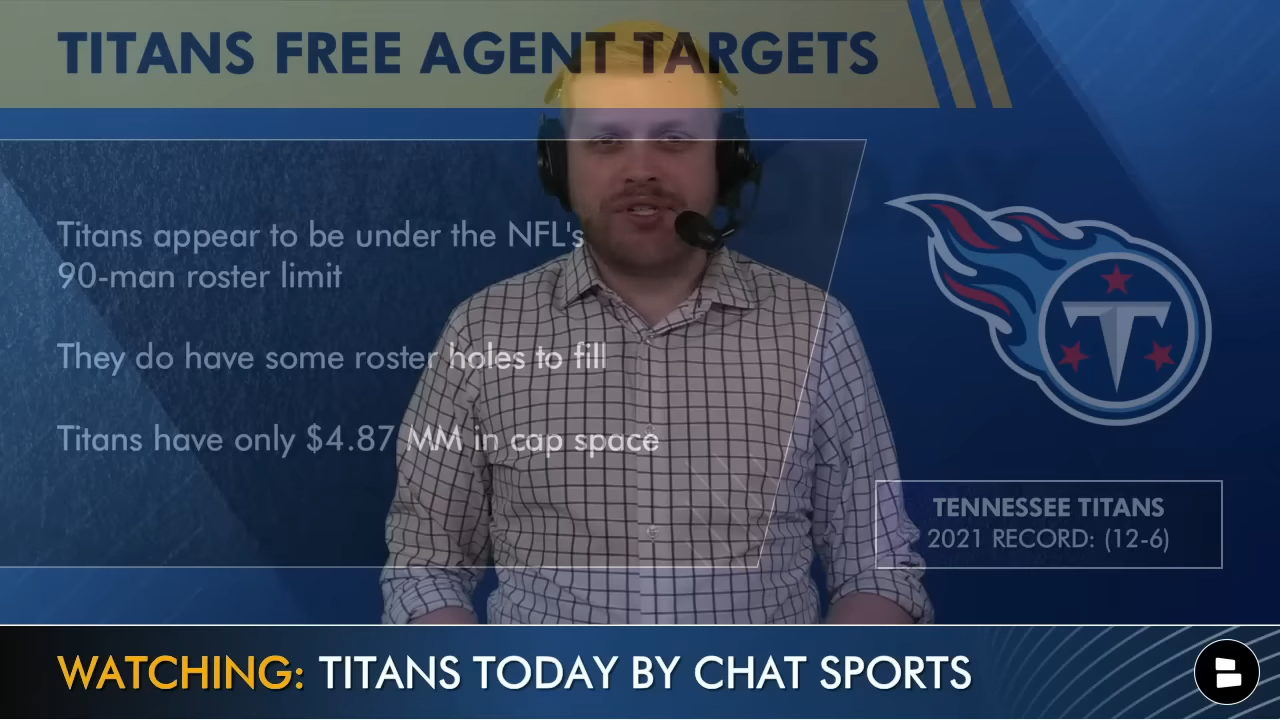 TITANS FREE AGENT TARGETS
Titans appear to be under the NFL's
90-man roster limit
They do have some roster holes to fill
Titans have only $4.87 MM in cap space
T
TENNESSEE TITANS
2021 RECORD: (12-6)
WATCHING: TITANS TODAY BY CHAT SPORTS